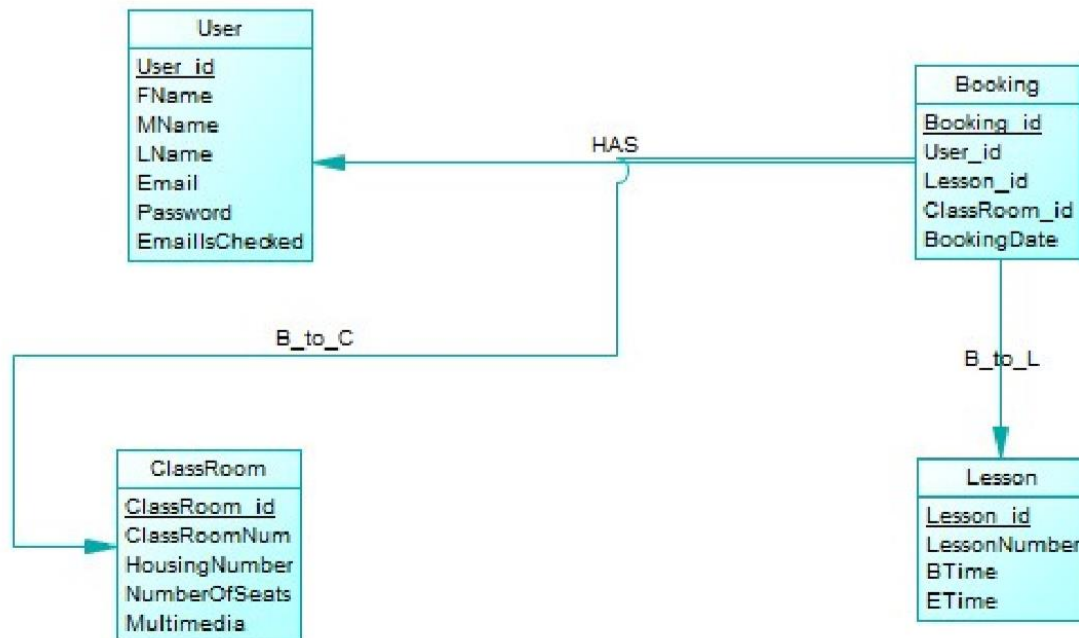 User
User_id
FName
MName
LName
Email
Password
EmailIsChecked
Booking
Booking_id
User_id
Lesson_id
ClassRoom_id
BookingDate
HAS
B_to_C
B_to_L
ClassRoom
ClassRoom_id
ClassRoomNum
HousingNumber
NumberOfSeats
Multimedia
Lesson
Lesson_id
LessonNumber
BTime
ETime